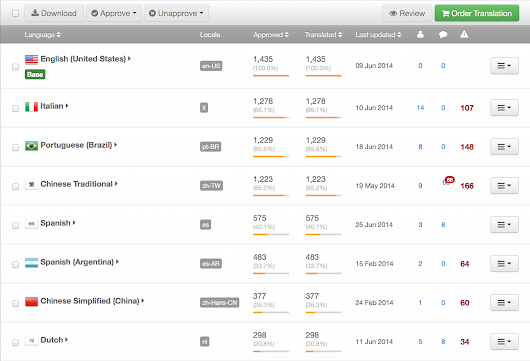 Download Approve Unapprove Review Order Translation
Language Locale Approved Translated Last updated
English (United States) en-US 1,435 1,435 09 Jun 2014 0 0
Base (100.0%) (100.0%)
Italian it 1,278 1,278 10 Jun 2014 14 0 107
(89.1%) (89.1%)
Portuguese (Brazil) pt-BR 1,229 1,229 18 Jun 2014 8 0 148
(85.6%) (85.6%)
Chinese Traditional zh-TW 1,223 1,223 19 May 2014 9 166
(85.2%) (85.2%)
es Spanish es 575 575 25 Jun 2014 3 8
(40.1%) (40.1%)
Spanish (Argentina) es-AR 483 483 15 Feb 2014 2 0 64
(33.7%) (33.7%)
Chinese Simplified (China) zh-Hans-CN 377 377 24 Feb 2014 1 0 60
(26.3%) (26.3%)
nl Dutch nl 298 298 11 Jun 2014 5 8 34
(20.8%) (20.8%)